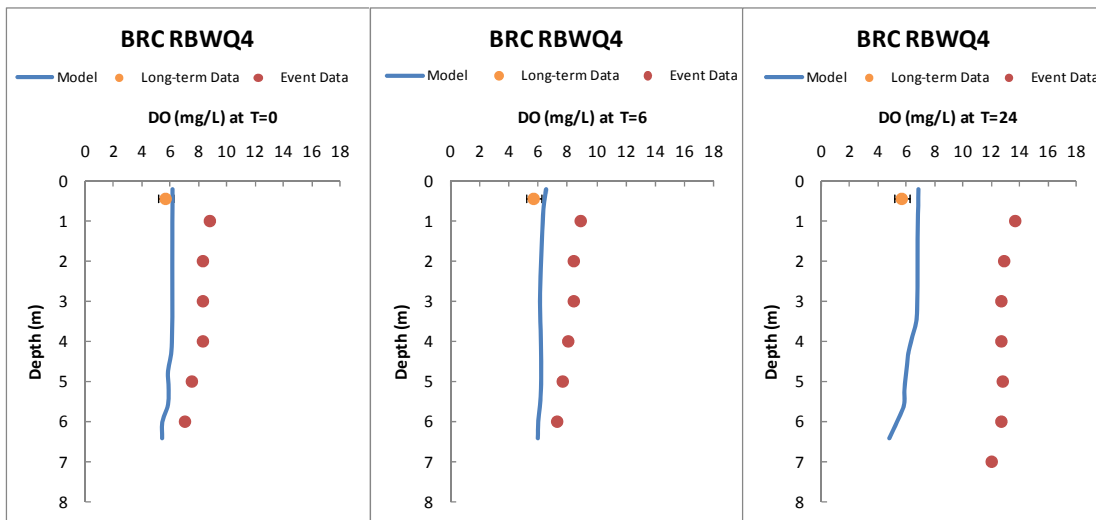 BRC RBWQ4
Model Long-term Data Event Data
DO (mg/L) at T=0
0 2 4 6 8 10 12 14 16 18
0
1
2
3
4
5
6
7
8
Depth (m)
BRC RBWQ4
Model Long-term Data Event Data
DO (mg/L) at T=6
0 2 4 6 8 10 12 14 16 18
0
1
2
3
4
5
6
7
8
Depth (m)
BRC RBWQ4
Model Long-term Data Event Data
DO (mg/L) at T=24
0 2 4 6 8 10 12 14 16 18
0
1
2
3
4
5
6
7
8
Depth (m)